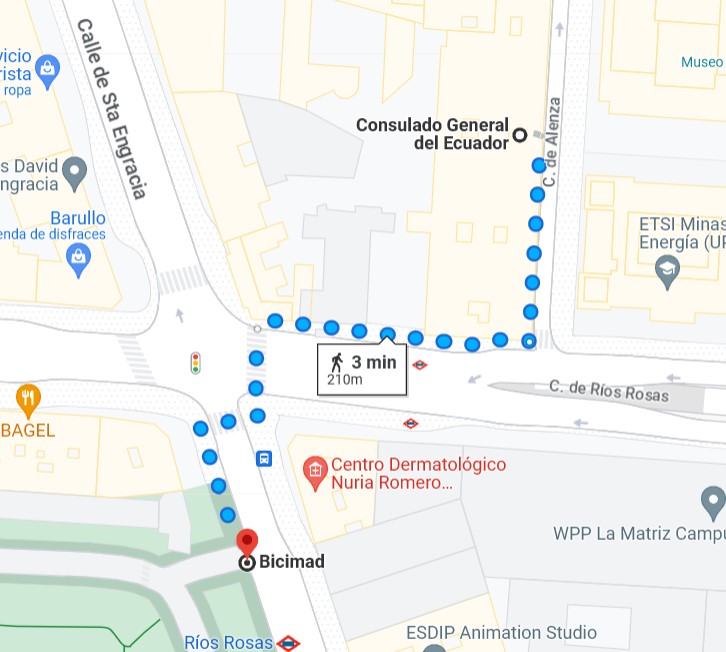 Calle de Sta Engracia
vicio
rista
ropa
Museo
Consulado General
del Ecuador
C. de Alenza
s David
ngracia
Barullo
enda de disfraces
ETSI Minas
Energía (UP
3 min
210m
C. de Ríos Rosas
BAGEL
Centro Dermatológico
Nuria Romero...
WPP La Matriz Campu
Bicimad
Ríos Rosas
ESDIP Animation Studio